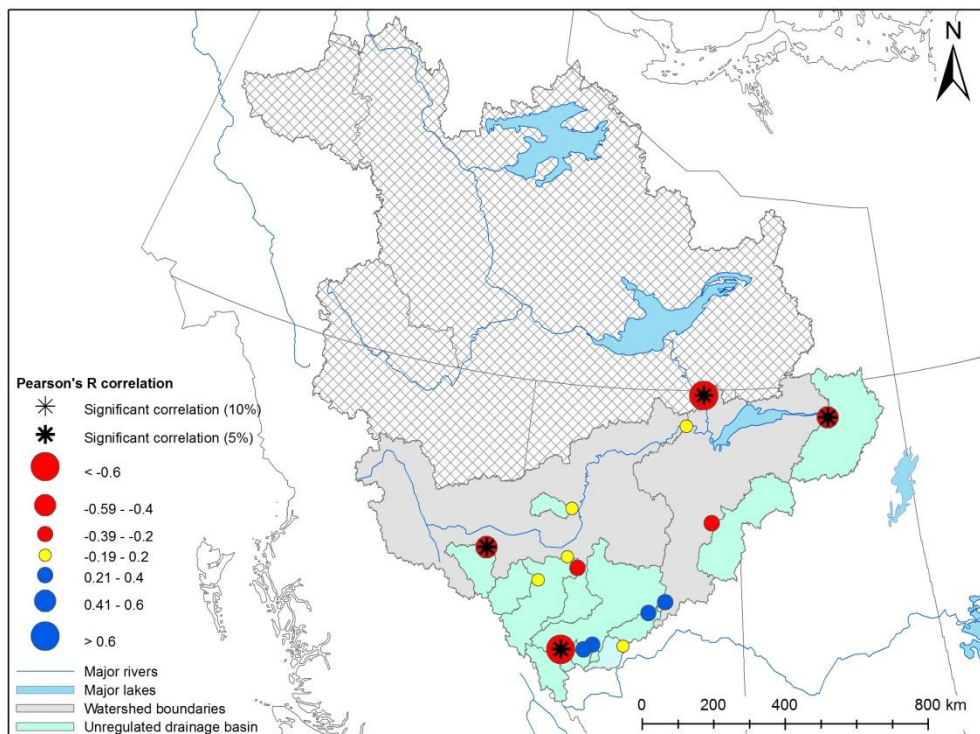 N
Pearson's R correlation
Significant correlation (10%)
Significant correlation (5%)
< -0.6
-0.59 - -0.4
-0.39 - -0.2
-0.19 - 0.2
0.21 - 0.4
0.41 - 0.6
> 0.6
Major rivers
Major lakes
Watershed boundaries
Unregulated drainage basin
0 200 400 800 km